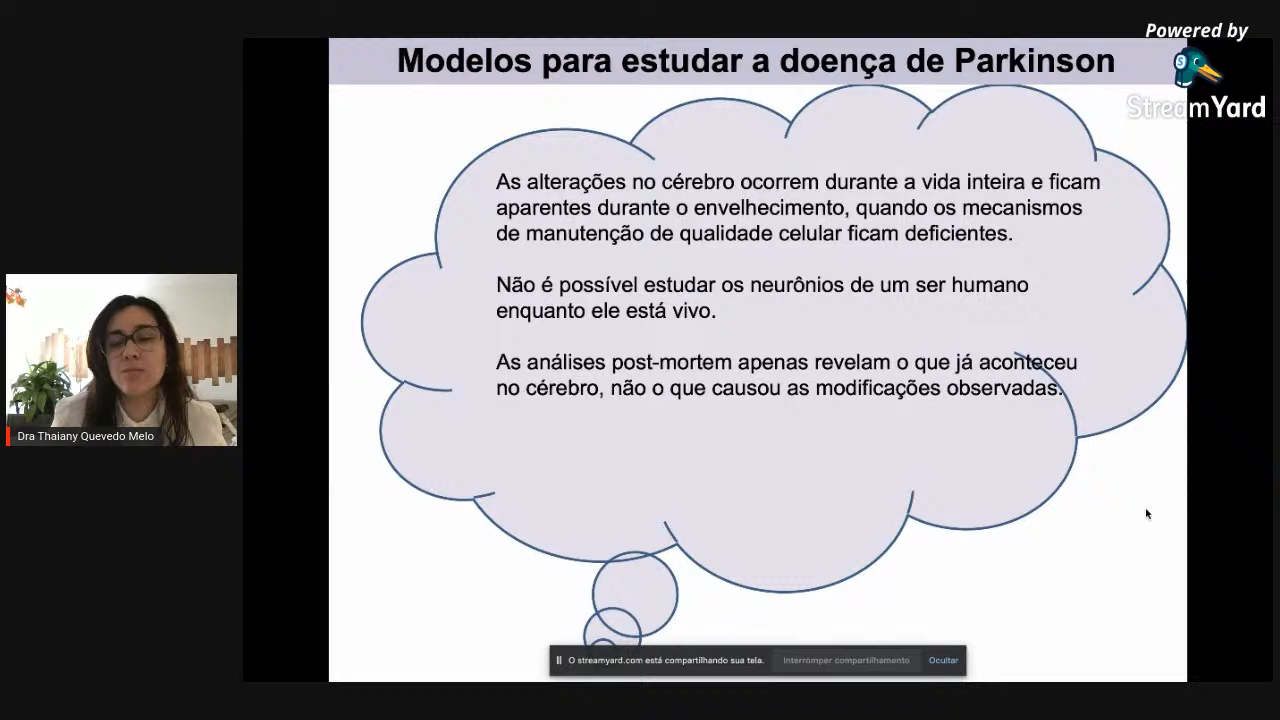 Powered by
StreamYard
Modelos para estudar a doença de Parkinson
As alterações no cérebro ocorrem durante a vida inteira e ficam
aparentes durante o envelhecimento, quando os mecanismos
de manutenção de qualidade celular ficam deficientes.
Não é possível estudar os neurônios de um ser humano
enquanto ele está vivo.
As análises post-mortem apenas revelam o que já aconteceu
no cérebro, não o que causou as modificações observadas.
Dra Thaiany Quevedo Melo
O streamyard.com está compartilhando sua tela.
Interromper compartilhamento
Ocultar